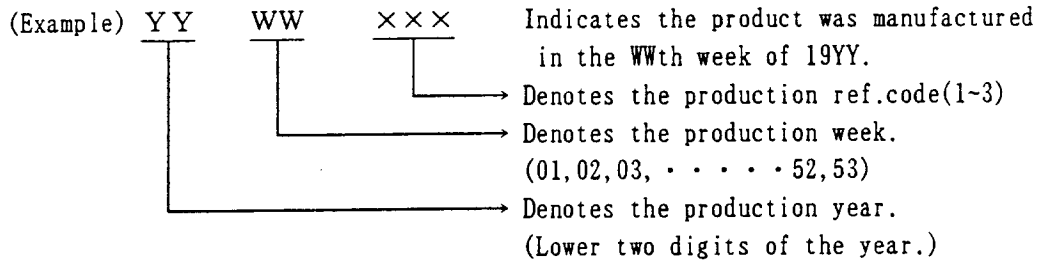 (Example) YY WW ××× Indicates the product was manufactured
in the WWth week of 19YY.
Denotes the production ref.code(1~3)
Denotes the production week.
(01,02,03, ・・・・・52,53)
Denotes the production year.
(Lower two digits of the year.)